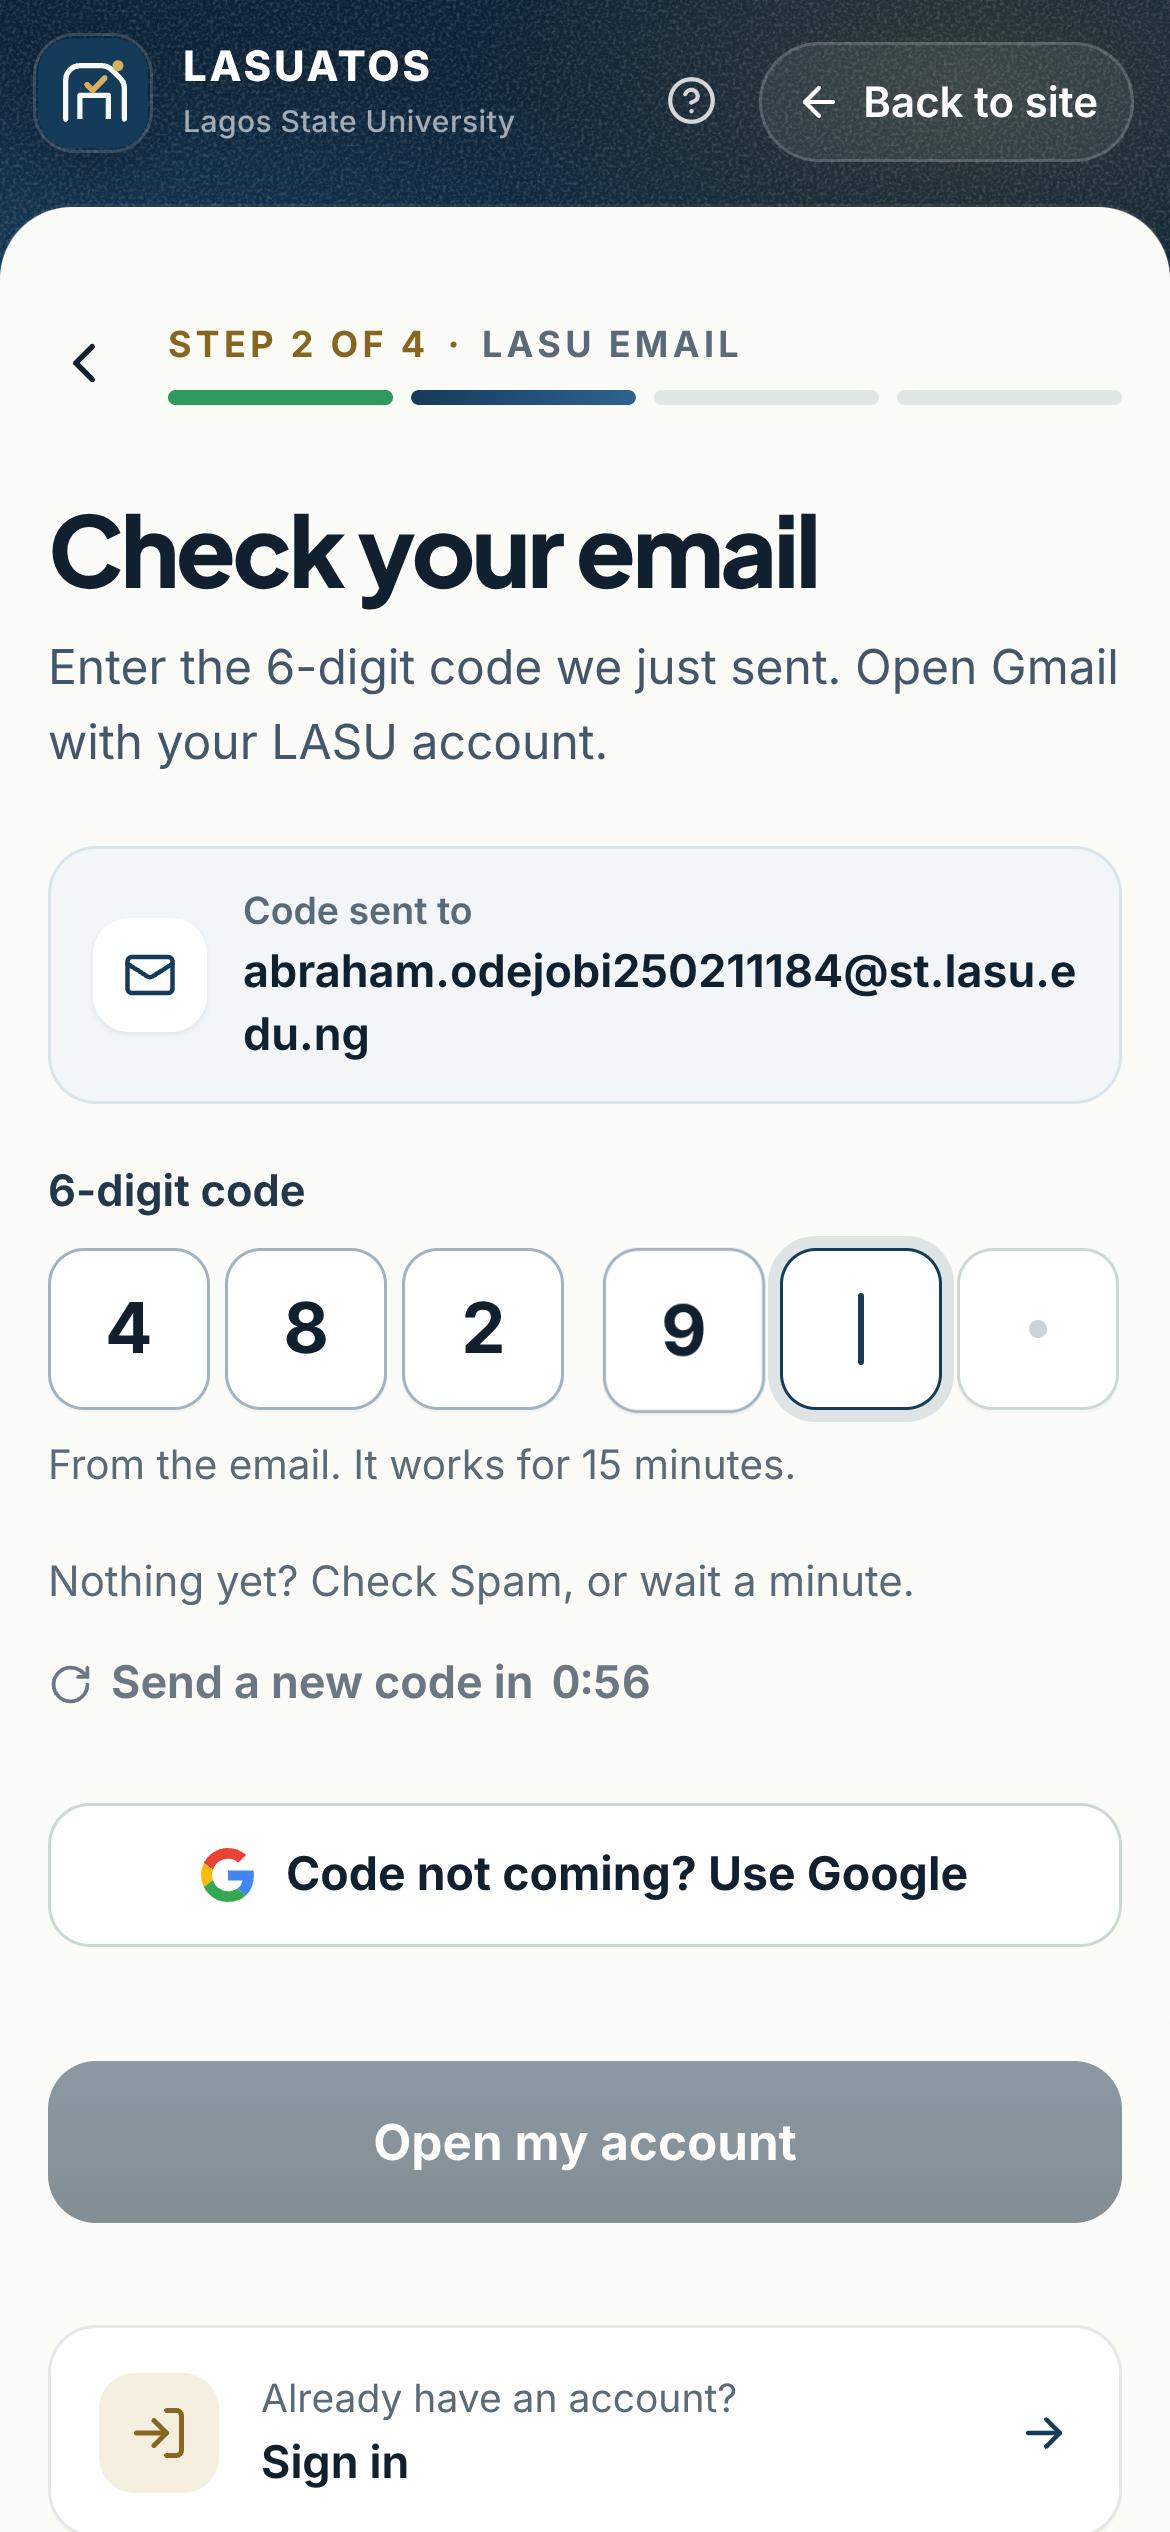 LASUATOS
Lagos State University
Back to site
STEP 2 OF 4 · LASU EMAIL
Check your email
Enter the 6-digit code we just sent. Open Gmail
with your LASU account.
Code sent to
abraham.odejobi250211184@st.lasu.e
du.ng
6-digit code
4 8 2 9
From the email. It works for 15 minutes.
Nothing yet? Check Spam, or wait a minute.
Send a new code in 0:56
Code not coming? Use Google
Open my account
Already have an account?
Sign in